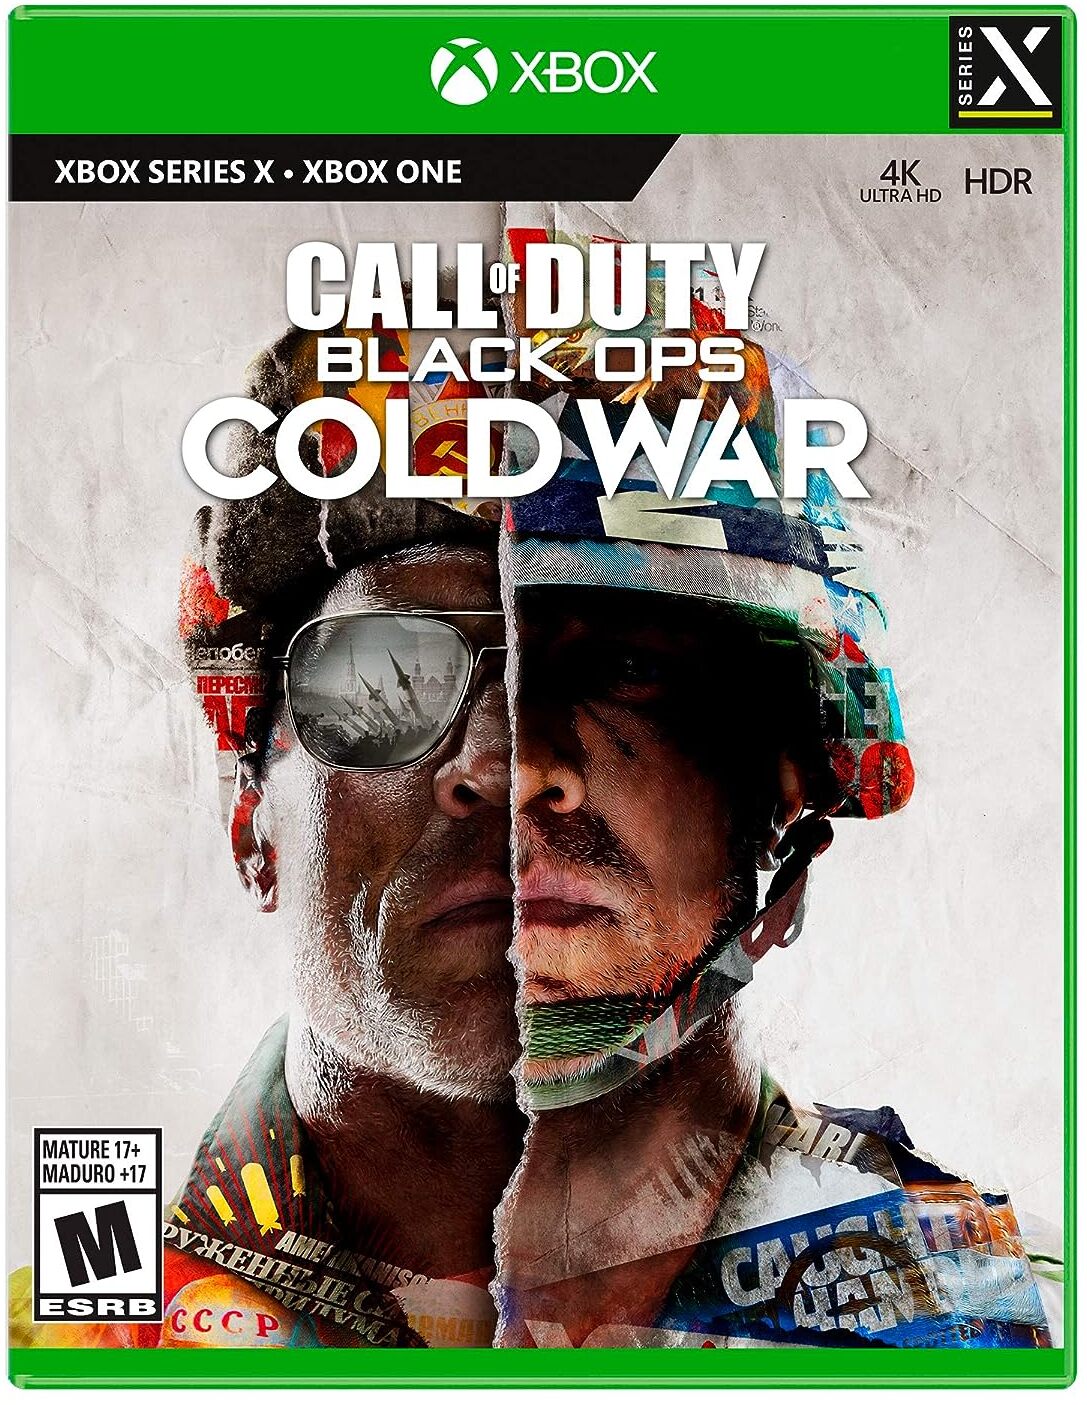 XBOX
SERIES X
XBOX SERIES X • XBOX ONE
4K
ULTRA HD
HDR
CALL OF DUTY
BLACK OPS
COLD WAR
MATURE 17+
MADURO +17
M
ESRB
СССР
CAUGHT